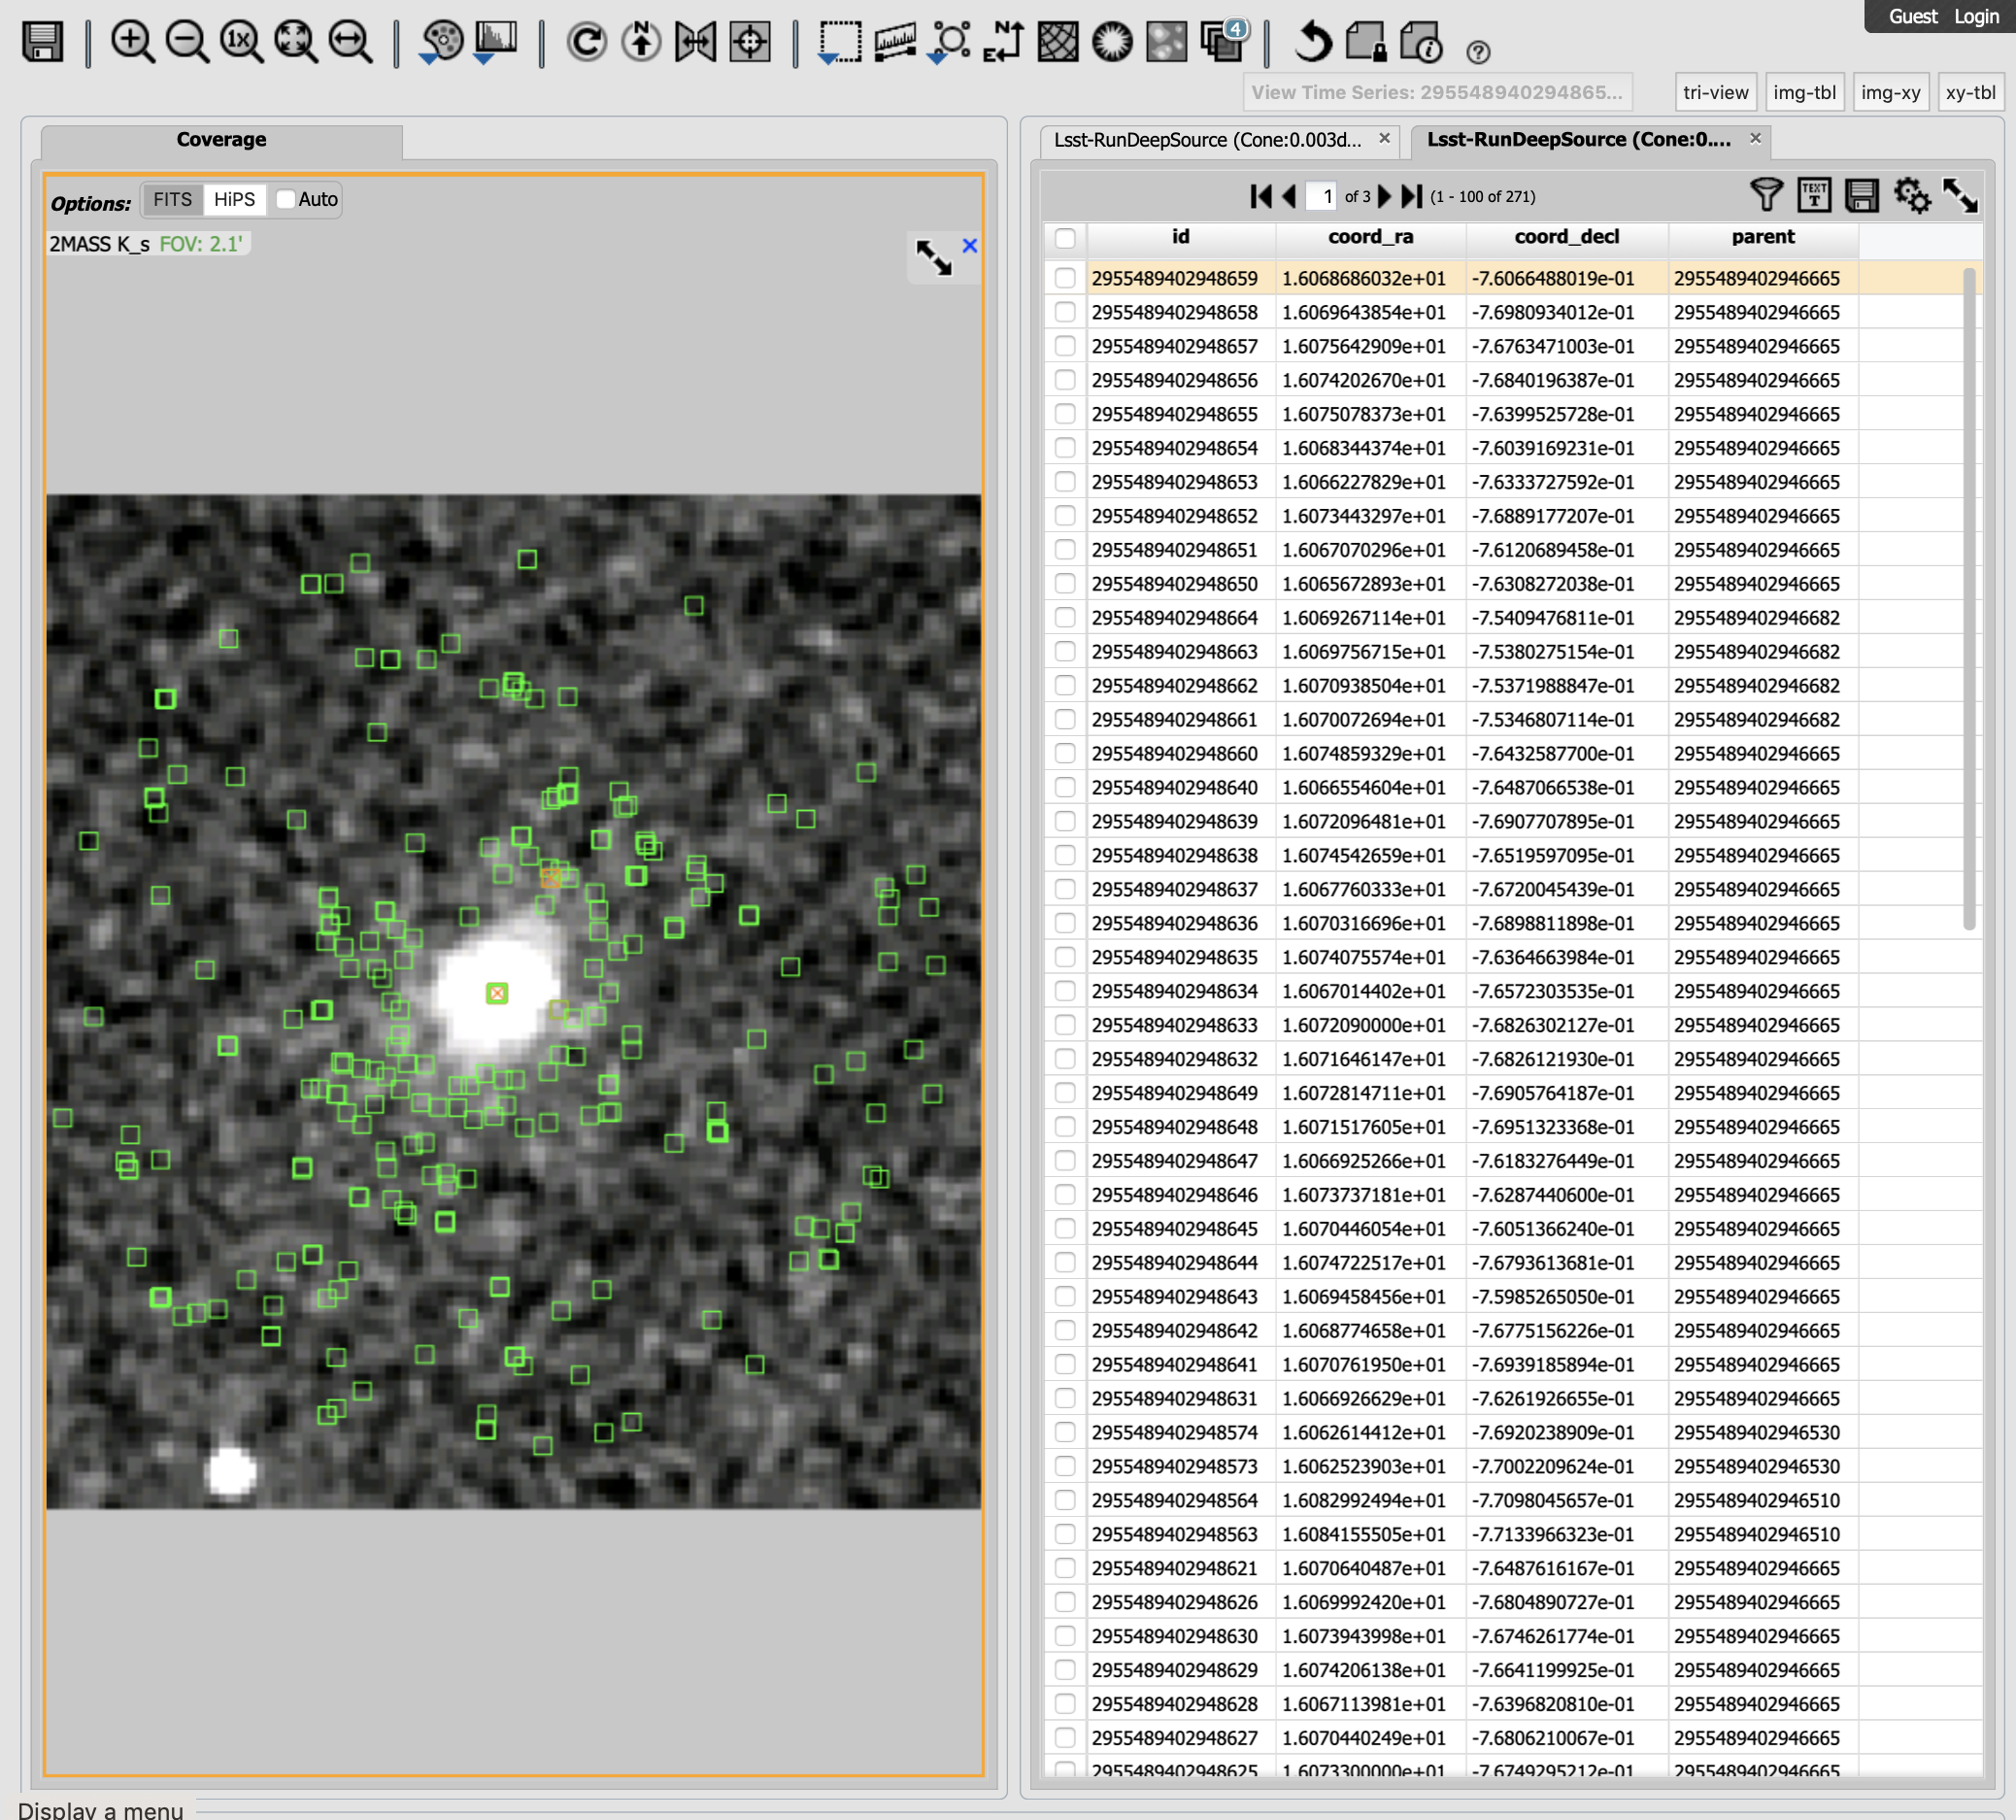 Guest Login
1x
N
N
E
4
?
View Time Series: 295548940294865...
tri-view
img-tbl
img-xy
xy-tbl
Coverage
Lsst-RunDeepSource (Cone:0.003d...
Lsst-RunDeepSource (Cone:0....
Options: FITS HiPS Auto
1 of 3 (1 - 100 of 271)
TEXT
T
2MASS K_s FOV: 2.1'
id coord_ra coord_decl parent
2955489402948659 1.6068686032e+01 -7.6066488019e-01 2955489402946665
2955489402948658 1.6069643854e+01 -7.6980934012e-01 2955489402946665
2955489402948657 1.6075642909e+01 -7.6763471003e-01 2955489402946665
2955489402948656 1.6074202670e+01 -7.6840196387e-01 2955489402946665
2955489402948655 1.6075078373e+01 -7.6399525728e-01 2955489402946665
2955489402948654 1.6068344374e+01 -7.6039169231e-01 2955489402946665
2955489402948653 1.6066227829e+01 -7.6333727592e-01 2955489402946665
2955489402948652 1.6073443297e+01 -7.6889177207e-01 2955489402946665
2955489402948651 1.6067070296e+01 -7.6120689458e-01 2955489402946665
2955489402948650 1.6065672893e+01 -7.6308272038e-01 2955489402946665
2955489402948664 1.6069267114e+01 -7.5409476811e-01 2955489402946682
2955489402948663 1.6069756715e+01 -7.5380275154e-01 2955489402946682
2955489402948662 1.6070938504e+01 -7.5371988847e-01 2955489402946682
2955489402948661 1.6070072694e+01 -7.5346807114e-01 2955489402946682
2955489402948660 1.6074859329e+01 -7.6432587700e-01 2955489402946665
2955489402948640 1.6066554604e+01 -7.6487066538e-01 2955489402946665
2955489402948639 1.6072096481e+01 -7.6907707895e-01 2955489402946665
2955489402948638 1.6074542659e+01 -7.6519597095e-01 2955489402946665
2955489402948637 1.6067760333e+01 -7.6720045439e-01 2955489402946665
2955489402948636 1.6070316696e+01 -7.6898811898e-01 2955489402946665
2955489402948635 1.6074075574e+01 -7.6364663984e-01 2955489402946665
2955489402948634 1.6067014402e+01 -7.6572303535e-01 2955489402946665
2955489402948633 1.6072090000e+01 -7.6826302127e-01 2955489402946665
2955489402948632 1.6071646147e+01 -7.6826121930e-01 2955489402946665
2955489402948649 1.6072814711e+01 -7.6905764187e-01 2955489402946665
2955489402948648 1.6071517605e+01 -7.6951323368e-01 2955489402946665
2955489402948647 1.6066925266e+01 -7.6183276449e-01 2955489402946665
2955489402948646 1.6073737181e+01 -7.6287440600e-01 2955489402946665
2955489402948645 1.6070446054e+01 -7.6051366240e-01 2955489402946665
2955489402948644 1.6074722517e+01 -7.6793613681e-01 2955489402946665
2955489402948643 1.6069458456e+01 -7.5985265050e-01 2955489402946665
2955489402948642 1.6068774658e+01 -7.6775156226e-01 2955489402946665
2955489402948641 1.6070761950e+01 -7.6939185894e-01 2955489402946665
2955489402948631 1.6066926629e+01 -7.6261926655e-01 2955489402946665
2955489402948574 1.6062614412e+01 -7.6920238909e-01 2955489402946530
2955489402948573 1.6062523903e+01 -7.7002209624e-01 2955489402946530
2955489402948564 1.6082992494e+01 -7.7098045657e-01 2955489402946510
2955489402948563 1.6084155505e+01 -7.7133966323e-01 2955489402946510
2955489402948621 1.6070640487e+01 -7.6487616167e-01 2955489402946665
2955489402948626 1.6069992420e+01 -7.6804890727e-01 2955489402946665
2955489402948630 1.6073943998e+01 -7.6746261774e-01 2955489402946665
2955489402948629 1.6074206138e+01 -7.6641199925e-01 2955489402946665
2955489402948628 1.6067113981e+01 -7.6396820810e-01 2955489402946665
2955489402948627 1.6070440249e+01 -7.6806210067e-01 2955489402946665
2955489402948625 1.6073300000e+01 -7.6749295212e-01 2955489402946665
Display a menu